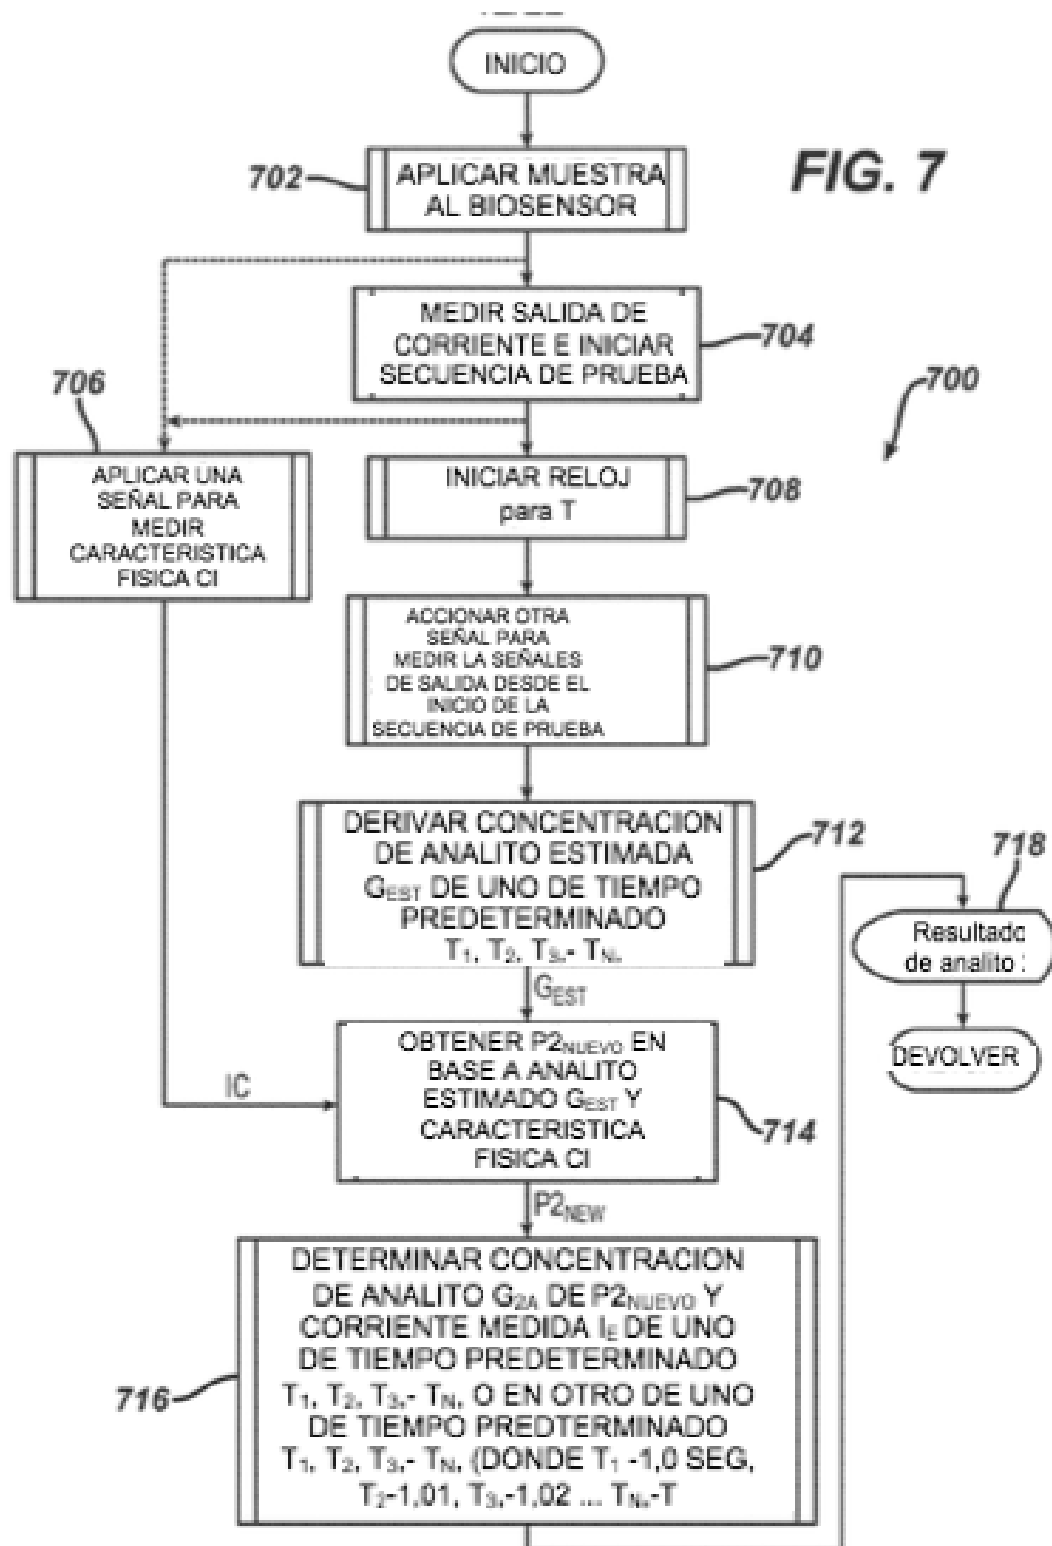 INICIO
FIG. 7
702
APLICAR MUESTRA
AL BIOSENSOR
MEDIR SALIDA DE
CORRIENTE E INICIAR
SECUENCIA DE PRUEBA
704
706
700
APLICAR UNA
SEÑAL PARA
MEDIR
CARACTERISTICA
FISICA CI
INICIAR RELOJ
para T
708
ACCIONAR OTRA
SEÑAL PARA
MEDIR LA SEÑALES
DE SALIDA DESDE EL
INICIO DE LA
SECUENCIA DE PRUEBA
710
DERIVAR CONCENTRACION
DE ANALITO ESTIMADA
GEST DE UNO DE TIEMPO
PREDETERMINADO
T1, T2, T3,- TN,
712
718
Resultado
de analito :
GEST
DEVOLVER
OBTENER P2NUEVO EN
BASE A ANALITO
ESTIMADO GEST Y
CARACTERISTICA
FISICA CI
IC
714
P2NEW
DETERMINAR CONCENTRACION
DE ANALITO G2A DE P2NUEVO Y
CORRIENTE MEDIDA IE DE UNO
DE TIEMPO PREDETERMINADO
T1, T2, T3,- TN, O EN OTRO DE UNO
DE TIEMPO PREDTERMINADO
T1, T2, T3,- TN, (DONDE T1 -1,0 SEG,
T2-1,01, T3,-1,02 ... TN,-T
716